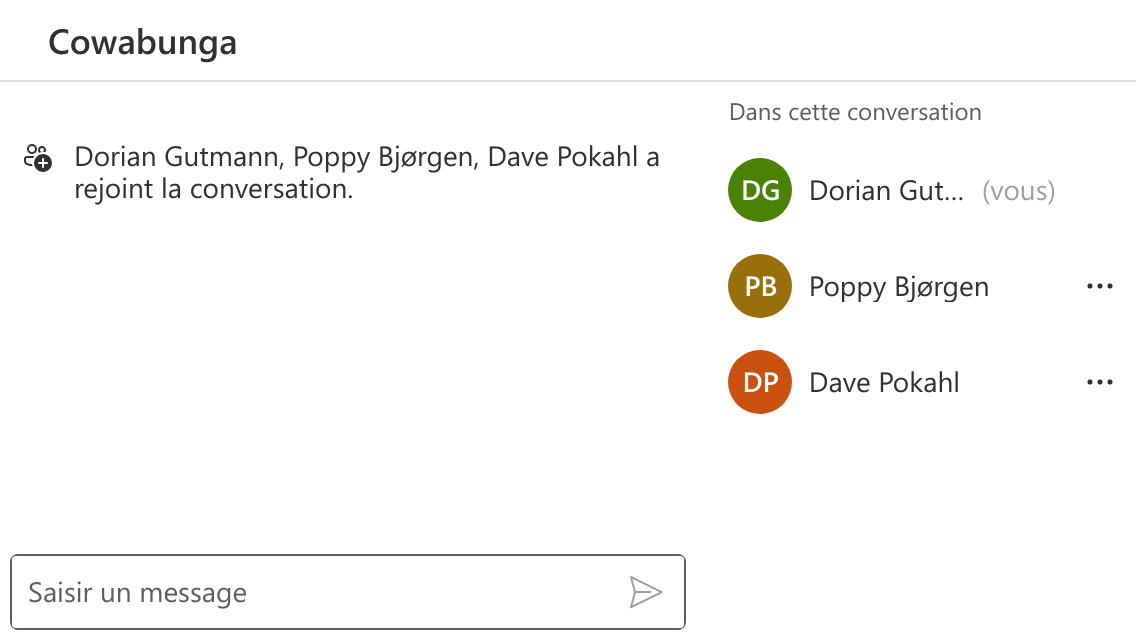 Cowabunga
Dorian Gutmann, Poppy Bjørgen, Dave Pokahl a
rejoint la conversation.
Dans cette conversation
DG Dorian Gut... (vous)
PB Poppy Bjørgen
DP Dave Pokahl
Saisir un message